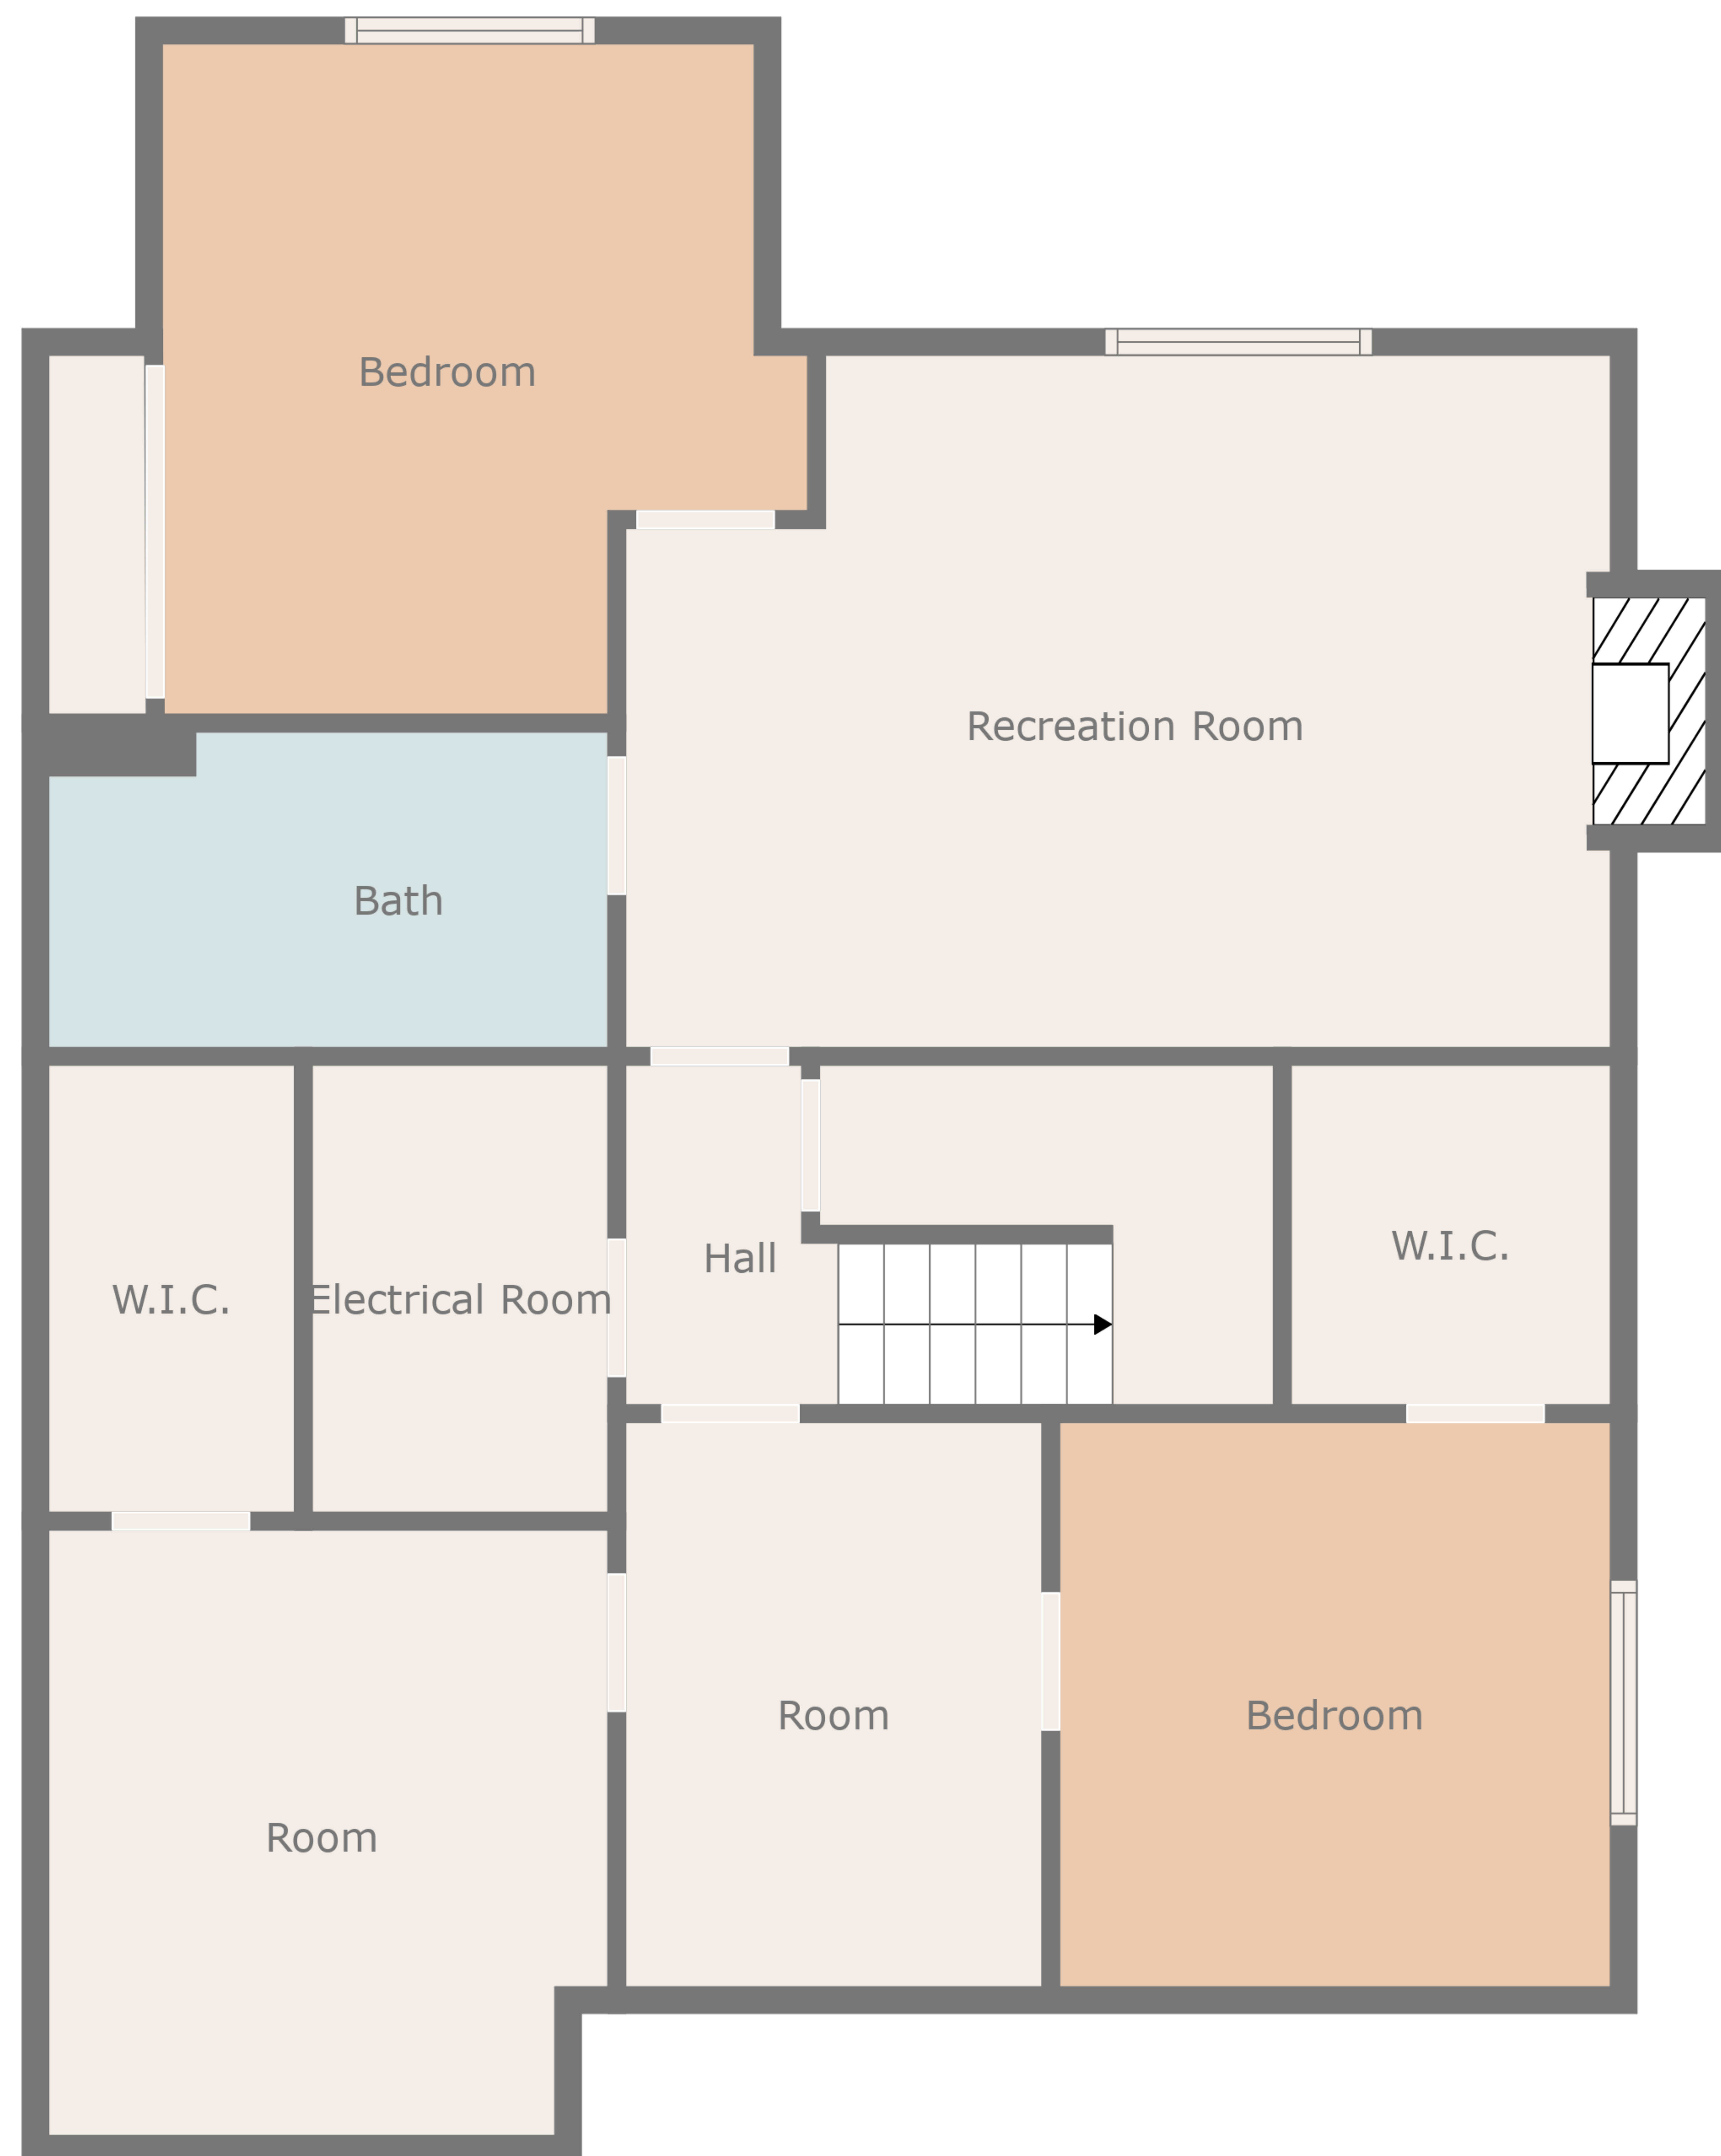 Bedroom
Recreation Room
Bath
Hall
W.I.C.
W.I.C.
Electrical Room
Room
Bedroom
Room